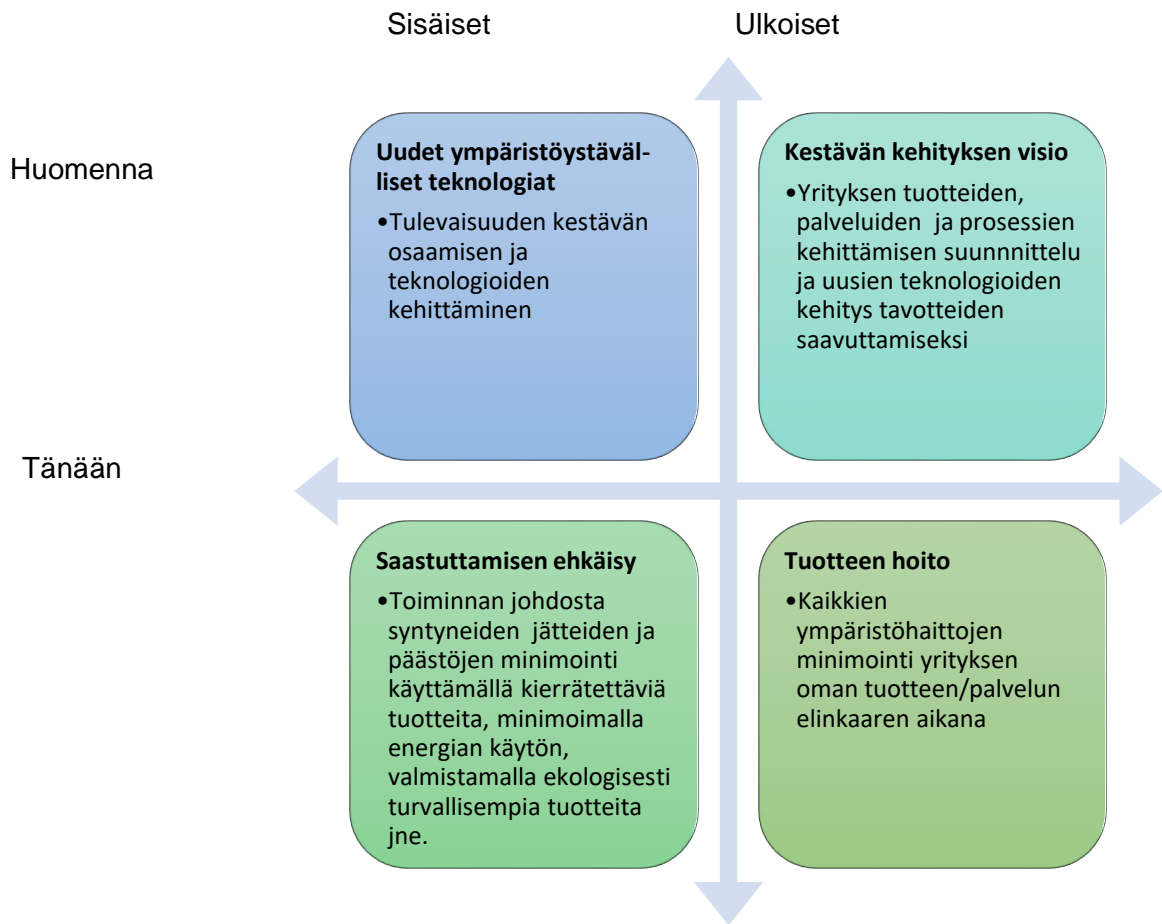 Sisäiset
Ulkoiset
Huomenna
Uudet ympäristöystäväl-
liset teknologiat
•Tulevaisuuden kestävän
osaamisen ja
teknologioiden
kehittäminen
Kestävän kehityksen visio
•Yrityksen tuotteiden,
palveluiden ja prosessien
kehittämisen suunnnittelu
ja uusien teknologioiden
kehitys tavotteiden
saavuttamiseksi
Tänään
Saastuttamisen ehkäisy
•Toiminnan johdosta
syntyneiden jätteiden ja
päästöjen minimointi
käyttämällä kierrätettäviä
tuotteita, minimoimalla
energian käytön,
valmistamalla ekologisesti
turvallisempia tuotteita
jne.
Tuotteen hoito
•Kaikkien
ympäristöhaittojen
minimointi yrityksen
oman tuotteen/palvelun
elinkaaren aikana